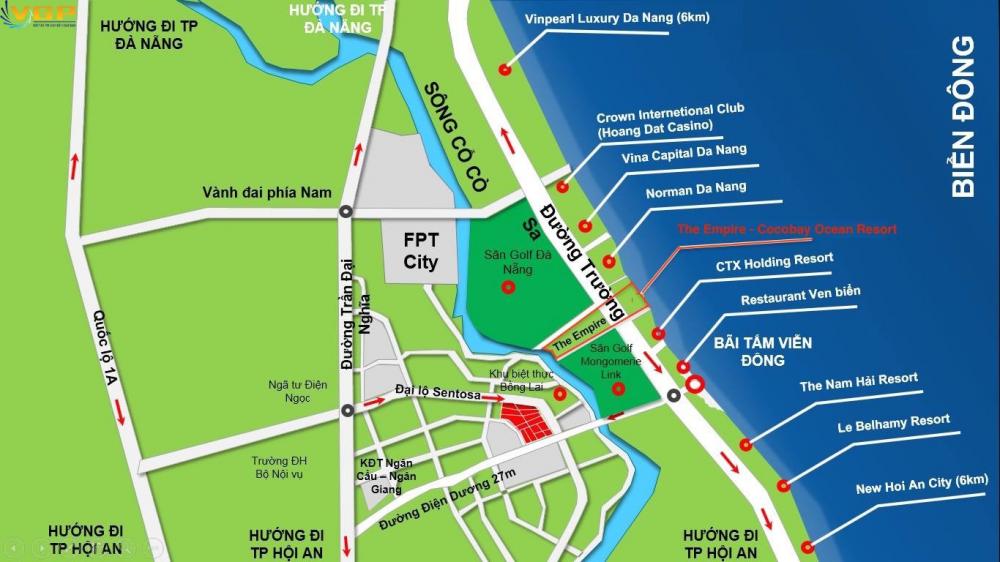 VGP
HƯỚNG ĐI TP
ĐÀ NẴNG
HƯỚNG ĐI TP
ĐÀ NẴNG
Vinpearl Luxury Da Nang (6km)
BIỂN ĐÔNG
SÔNG CỔ CÒ
Crown Internetional Club
(Hoang Dat Casino)
Vina Capital Da Nang
Norman Da Nang
Vành đai phía Nam
Đường Trường
Sa
The Empire - Cocobay Ocean Resort
FPT
City
Săn Golf Đà
Nẵng
CTX Holding Resort
Restaurant Ven biển
Đường Trần Đại
Nghĩa
Quốc lộ 1A
The Empire
BÃI TẮM VIỄN
ĐÔNG
Săn Golf
Mongomerie
Link
Khu biệt thực
Bồng Lai
The Nam Hải Resort
Ngã tư Điện
Ngọc
Đại lộ Sentosa
Le Belhamy Resort
Trường ĐH
Bộ Nội vụ
KĐT Ngân
Cầu – Ngân
Giang
Đường Điện Dương 27m
New Hoi An City (6km)
HƯỚNG ĐI
TP HỘI AN
HƯỚNG ĐI
TP HỘI AN
HƯỚNG ĐI
TP HỘI AN